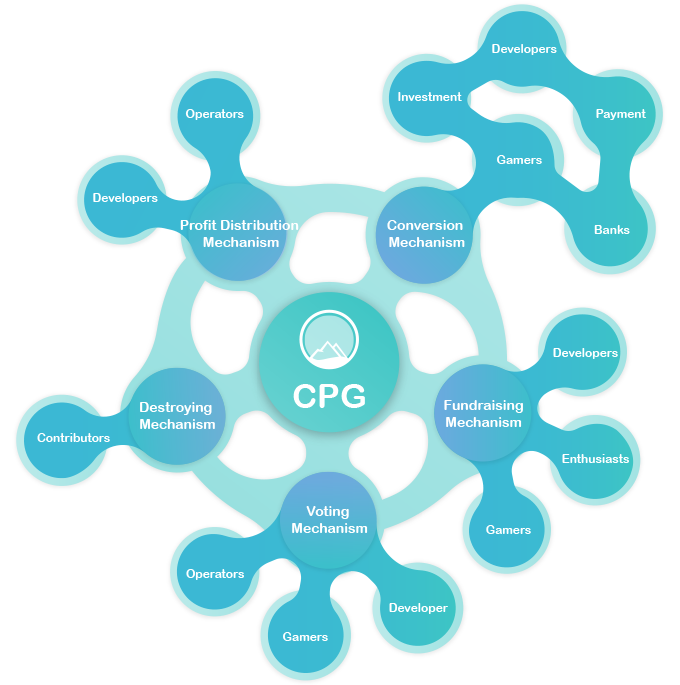 Developers
Investment
Payment
Operators
Gamers
Developers
Profit Distribution
Mechanism
Conversion
Mechanism
Banks
CPG
Developers
Destroying
Mechanism
Fundraising
Mechanism
Contributors
Enthusiasts
Voting
Mechanism
Gamers
Operators
Developer
Gamers